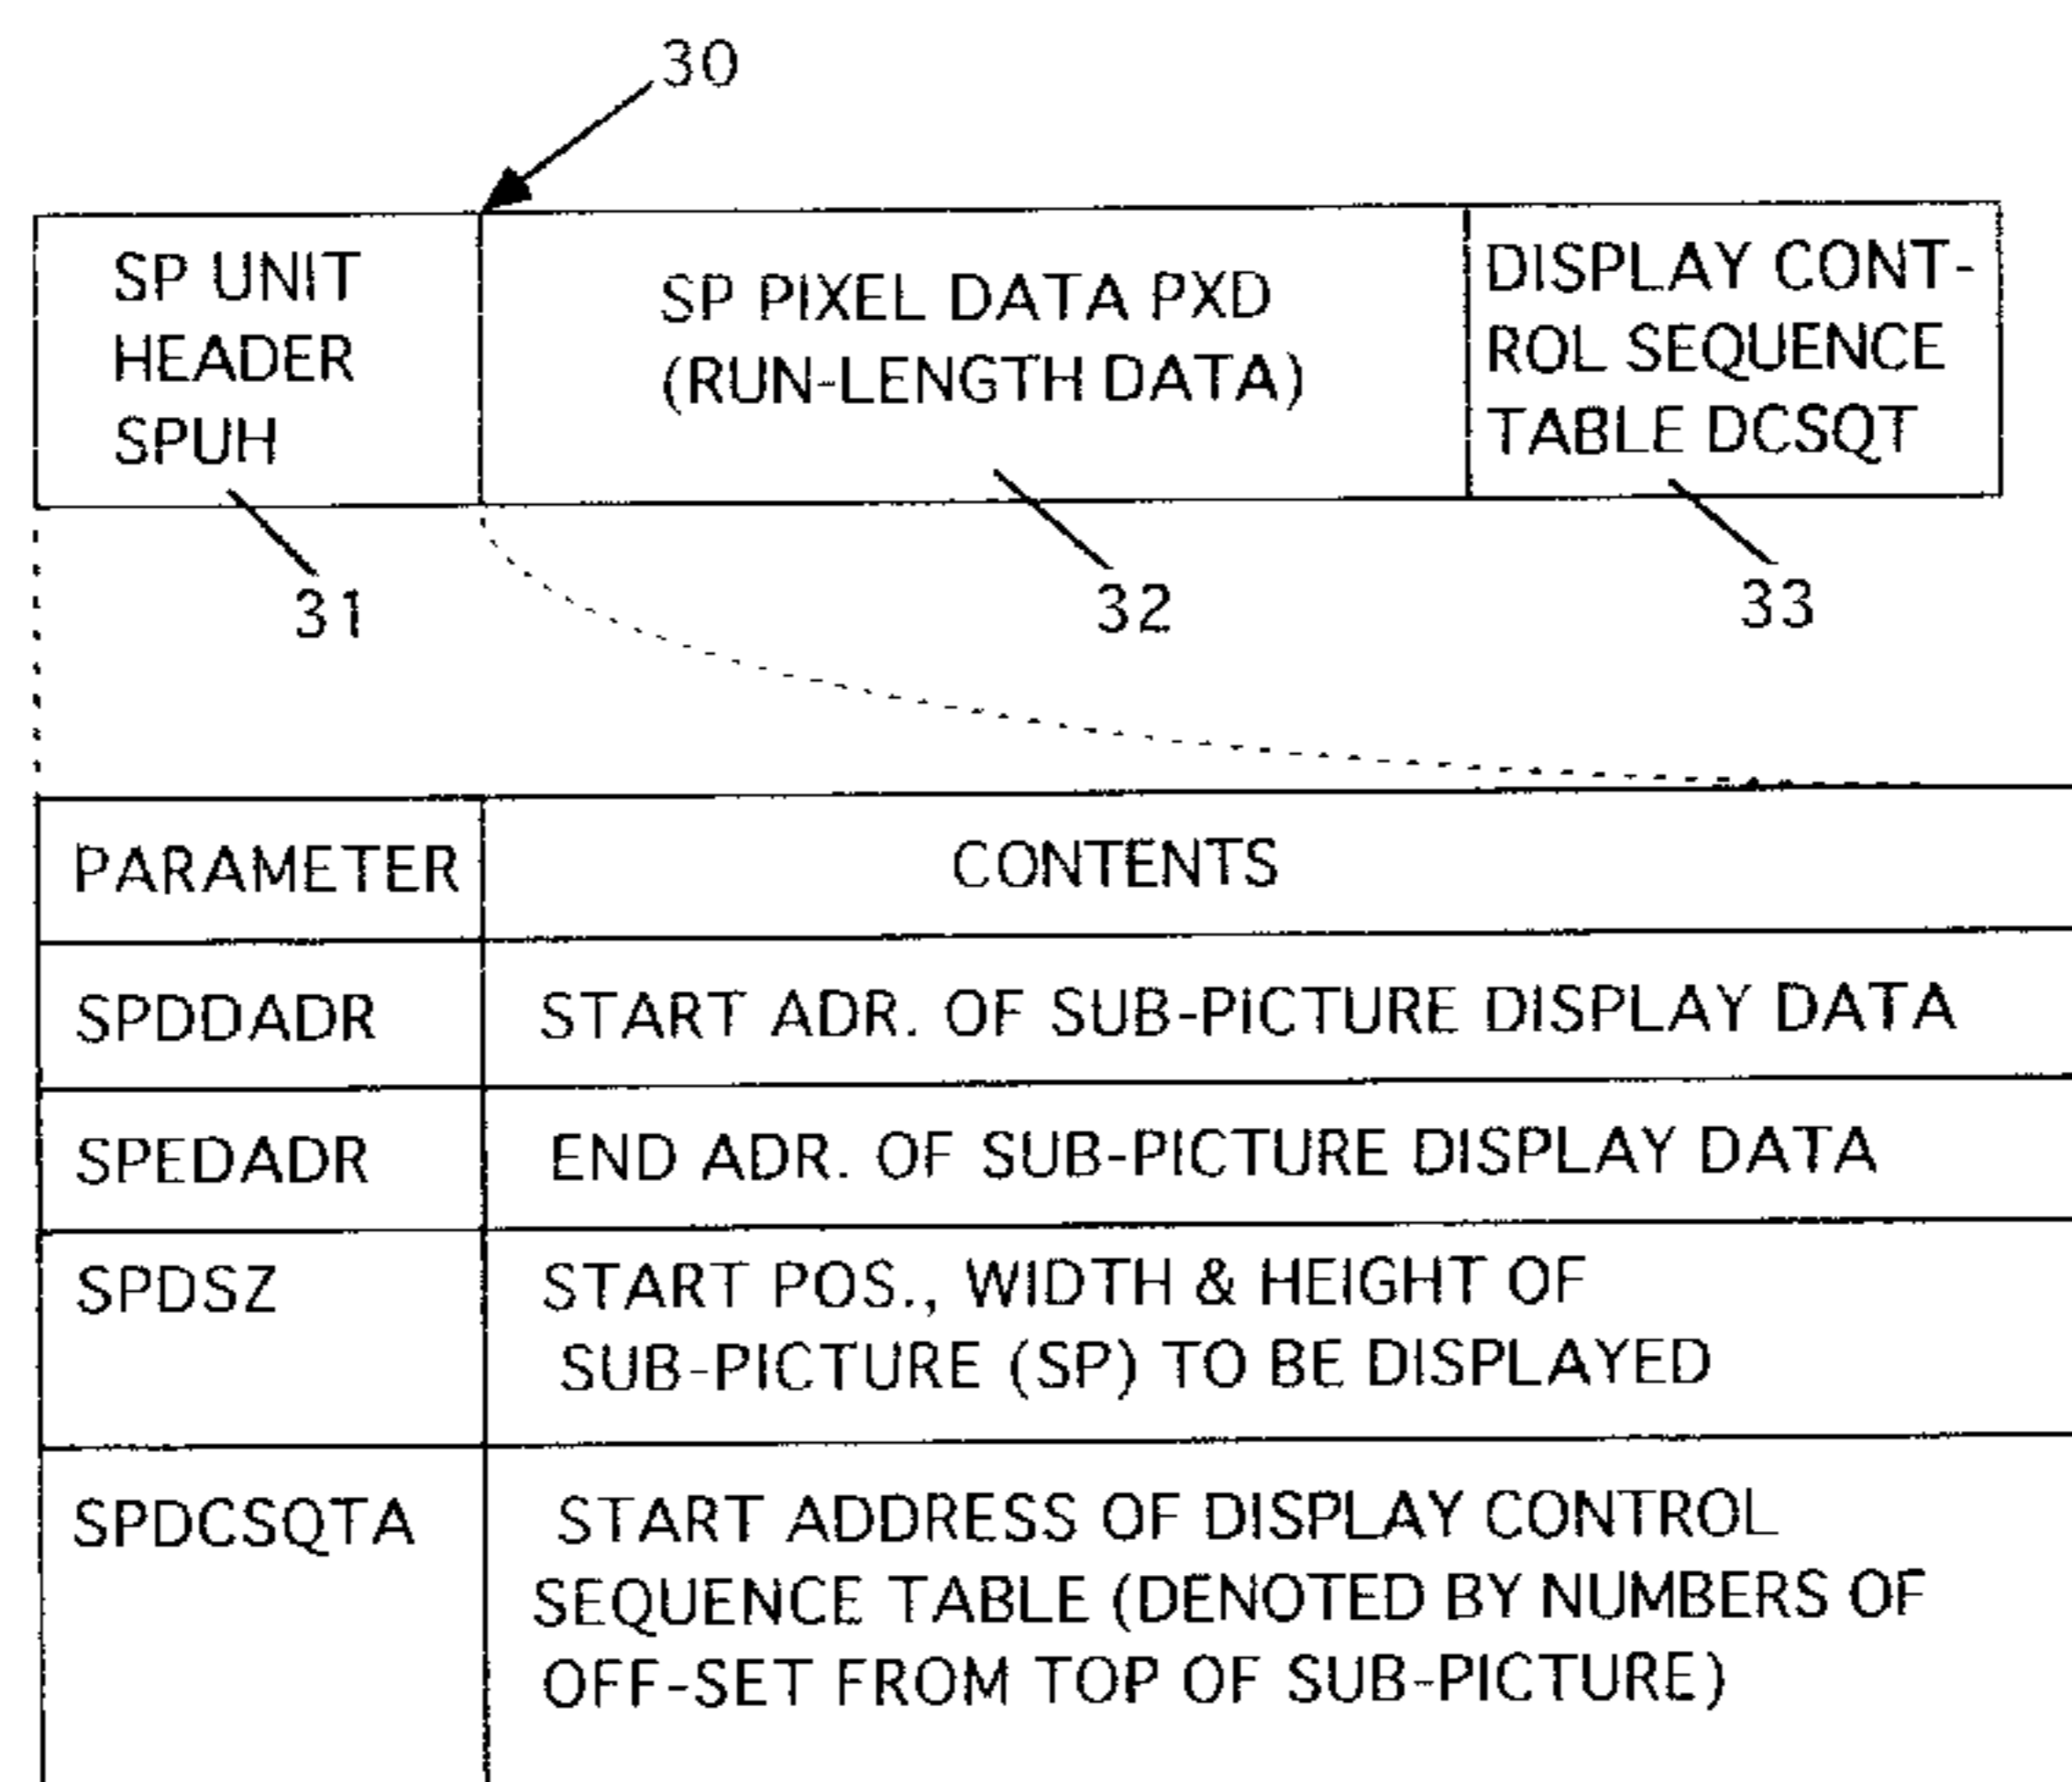 30
SP UNIT
HEADER
SPUH
SP PIXEL DATA PXD
(RUN-LENGTH DATA)
DISPLAY CONT-
ROL SEQUENCE
TABLE DCSQT
31
32
33
PARAMETER
CONTENTS
SPDDADR
START ADR. OF SUB-PICTURE DISPLAY DATA
SPEDADR
END ADR. OF SUB-PICTURE DISPLAY DATA
SPDSZ
START POS., WIDTH & HEIGHT OF
SUB-PICTURE (SP) TO BE DISPLAYED
SPDCSQTA
START ADDRESS OF DISPLAY CONTROL
SEQUENCE TABLE (DENOTED BY NUMBERS OF
OFF-SET FROM TOP OF SUB-PICTURE)